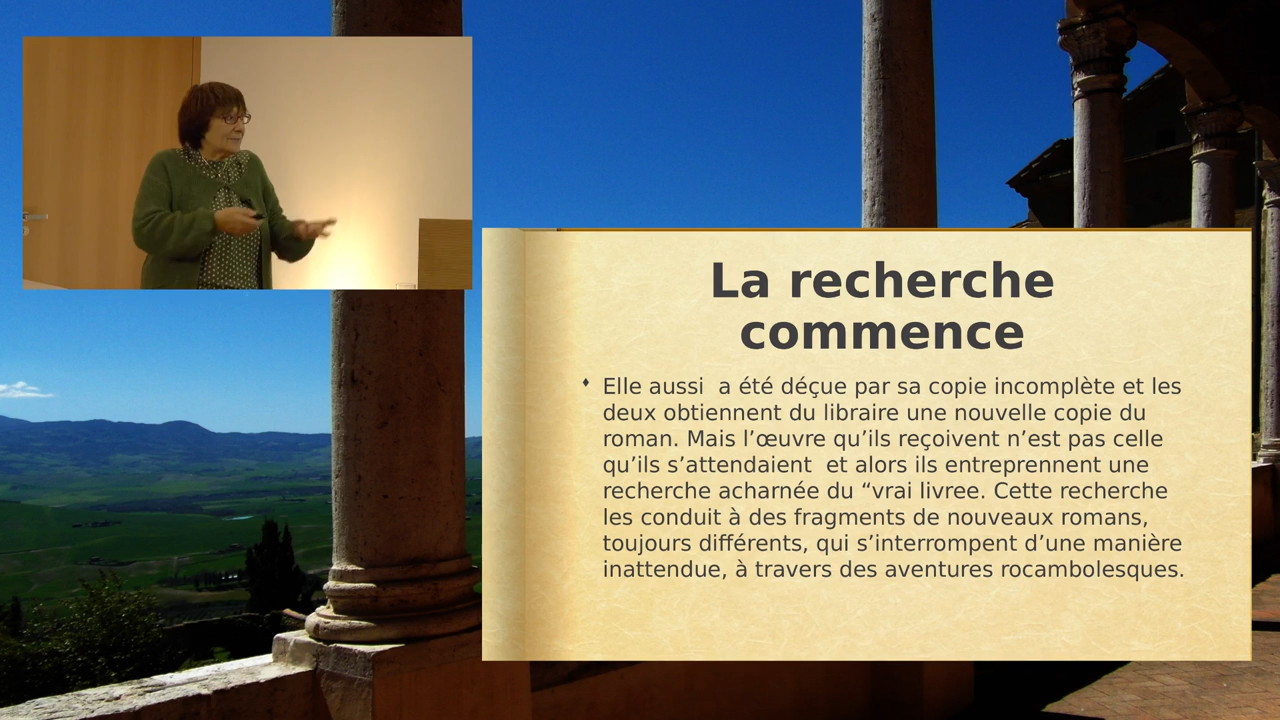 La recherche
commence
Elle aussi  a été déçue par sa copie incomplète et les
deux obtiennent du libraire une nouvelle copie du
roman. Mais l’œuvre qu’ils reçoivent n’est pas celle
qu’ils s’attendaient  et alors ils entreprennent une
recherche acharnée du “vrai livree. Cette recherche
les conduit à des fragments de nouveaux romans,
toujours différents, qui s’interrompent d’une manière
inattendue, à travers des aventures rocambolesques.